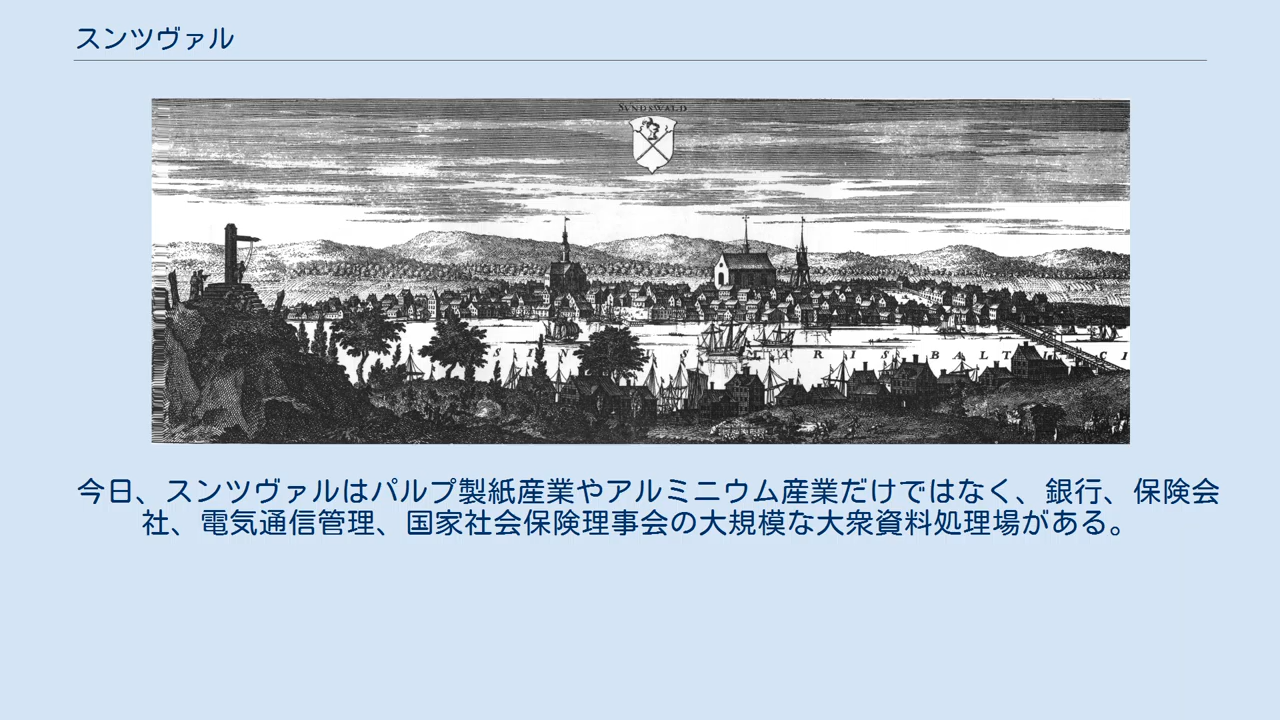 スンツヴァル
SVNDSWALD
SINUS MARIS BALTICI
今日、スンツヴァルはパルプ製紙産業やアルミニウム産業だけではなく、銀行、保険会
社、電気通信管理、国家社会保険理事会の大規模な大衆資料処理場がある。